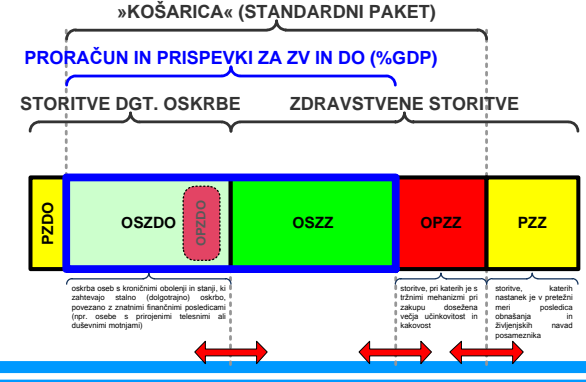 »KOŠARICA« (STANDARDNI PAKET)
PRORAČUN IN PRISPEVKI ZA ZV IN DO (%GDP)
STORITVE DGT. OSKRBE
ZDRAVSTVENE STORITVE
PZDO
OSZDO
OPZDO
OSZZ
OPZZ
PZZ
oskrba oseb s kroničnimi obolenji in stanji, ki
zahtevajo stalno (dolgotrajno) oskrbo,
povezano z znatnimi finančnimi posledicami
(npr. osebe s prirojenimi telesnimi ali
duševnimi motnjami)
storitve, pri katerih je s
tržnimi mehanizmi pri
zakupu dosežena
večja učinkovitost in
kakovost
storitve, katerih
nastanek je v pretežni
meri posledica
obnašanja in
življenjskih navad
posameznika